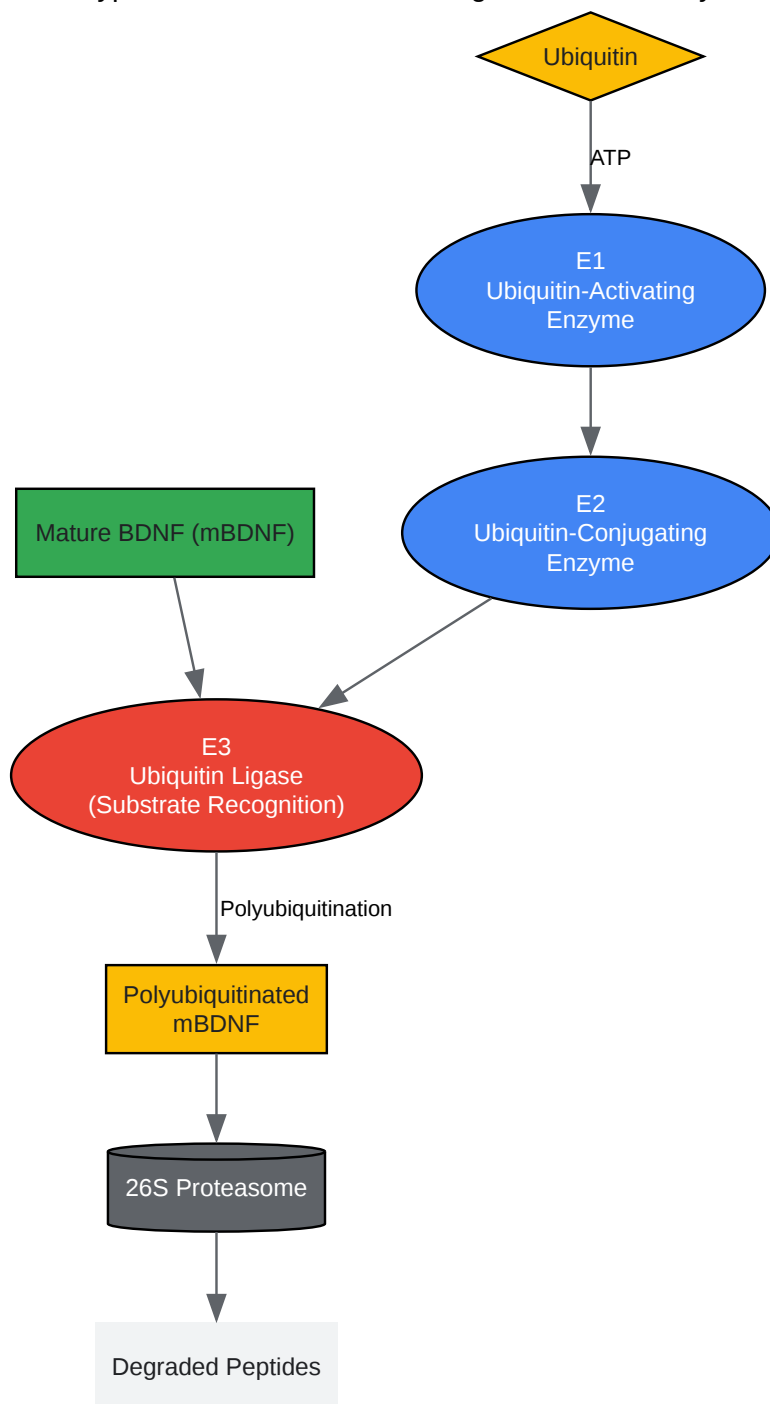 Ubiquitin
ATP
E1
Ubiquitin-Activating
Enzyme
E2
Ubiquitin-Conjugating
Enzyme
Mature BDNF (mBDNF)
E3
Ubiquitin Ligase
(Substrate Recognition)
Polyubiquitination
Polyubiquitinated
mBDNF
26S Proteasome
Degraded Peptides